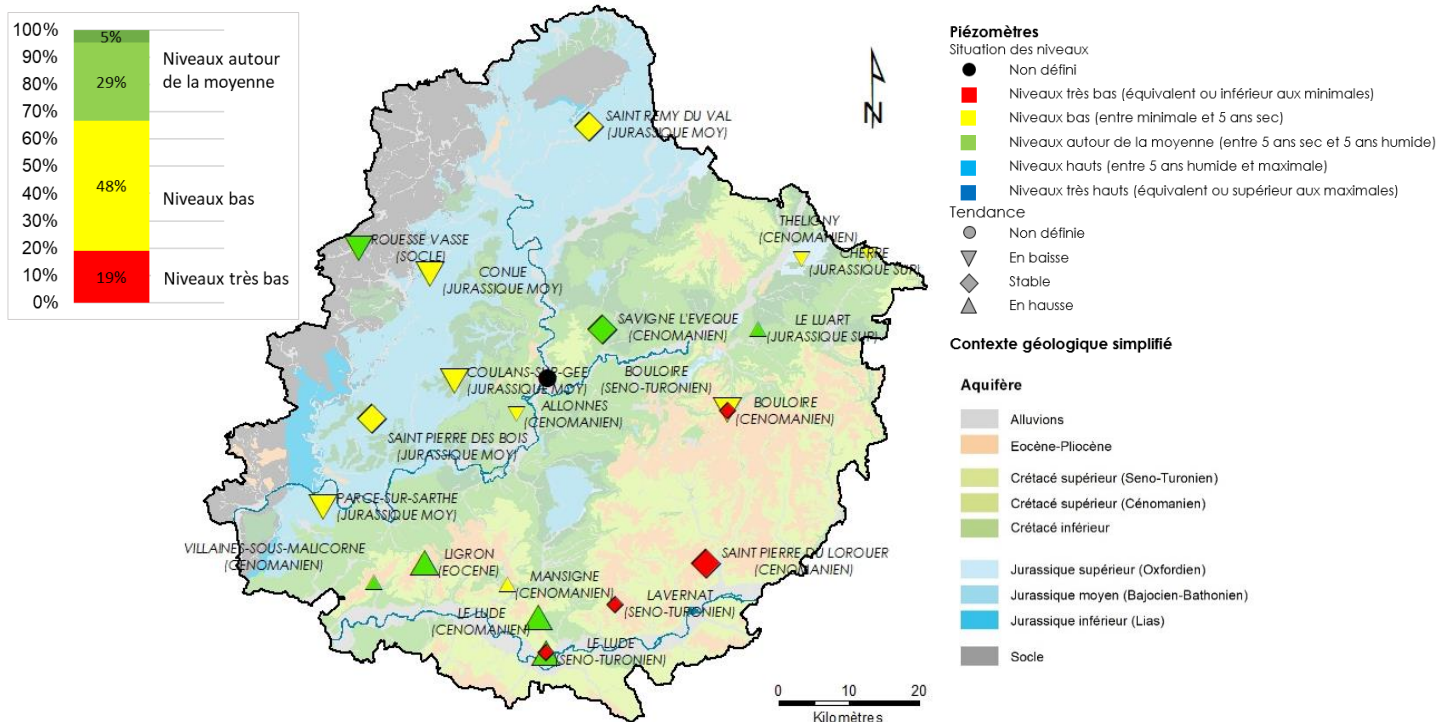 100%
90%
80%
70%
60%
50%
40%
30%
20%
10%
0%
5%
29%
48%
19%
Niveaux autour
de la moyenne
Niveaux bas
Niveaux très bas
SAINT REMY DU VAL
(JURASSIQUE MOY)
N
THELIGNY
(CENOMANIEN)
CHERRE
(JURASSIQUE SUP)
ROUESSE VASSE
(SOCLE)
CONLIE
(JURASSIQUE MOY)
SAVIGNE L'EVEQUE
(CENOMANIEN)
LE LUART
(JURASSIQUE SUP)
COULANS-SUR-GEE
(JURASSIQUE MOY)
BOULOIRE
(SENO-TURONIEN)
BOULOIRE
(CENOMANIEN)
ALLONNES
(CENOMANIEN)
SAINT PIERRE DES BOIS
(JURASSIQUE MOY)
PARCE-SUR-SARTHE
(JURASSIQUE MOY)
VILLAINES-SOUS-MALICORNE
(CENOMANIEN)
LIGRON
(EOCENE)
MANSIGNE
(CENOMANIEN)
SAINT PIERRE DU LOROUER
(CENOMANIEN)
LAVERNAT
(SENO-TURONIEN)
LE LUDE
(CENOMANIEN)
LE LUDE
(SENO-TURONIEN)
0 10 20
Kilomètres
Piézomètres
Situation des niveaux
Non défini
Niveaux très bas (équivalent ou inférieur aux minimales)
Niveaux bas (entre minimale et 5 ans sec)
Niveaux autour de la moyenne (entre 5 ans sec et 5 ans humide)
Niveaux hauts (entre 5 ans humide et maximale)
Niveaux très hauts (équivalent ou supérieur aux maximales)
Tendance
Non définie
En baisse
Stable
En hausse
Contexte géologique simplifié
Aquifère
Alluvions
Eocène-Pliocène
Crétacé supérieur (Seno-Turonien)
Crétacé supérieur (Cénomanien)
Crétacé inférieur
Jurassique supérieur (Oxfordien)
Jurassique moyen (Bajocien-Bathonien)
Jurassique inférieur (Lias)
Socle